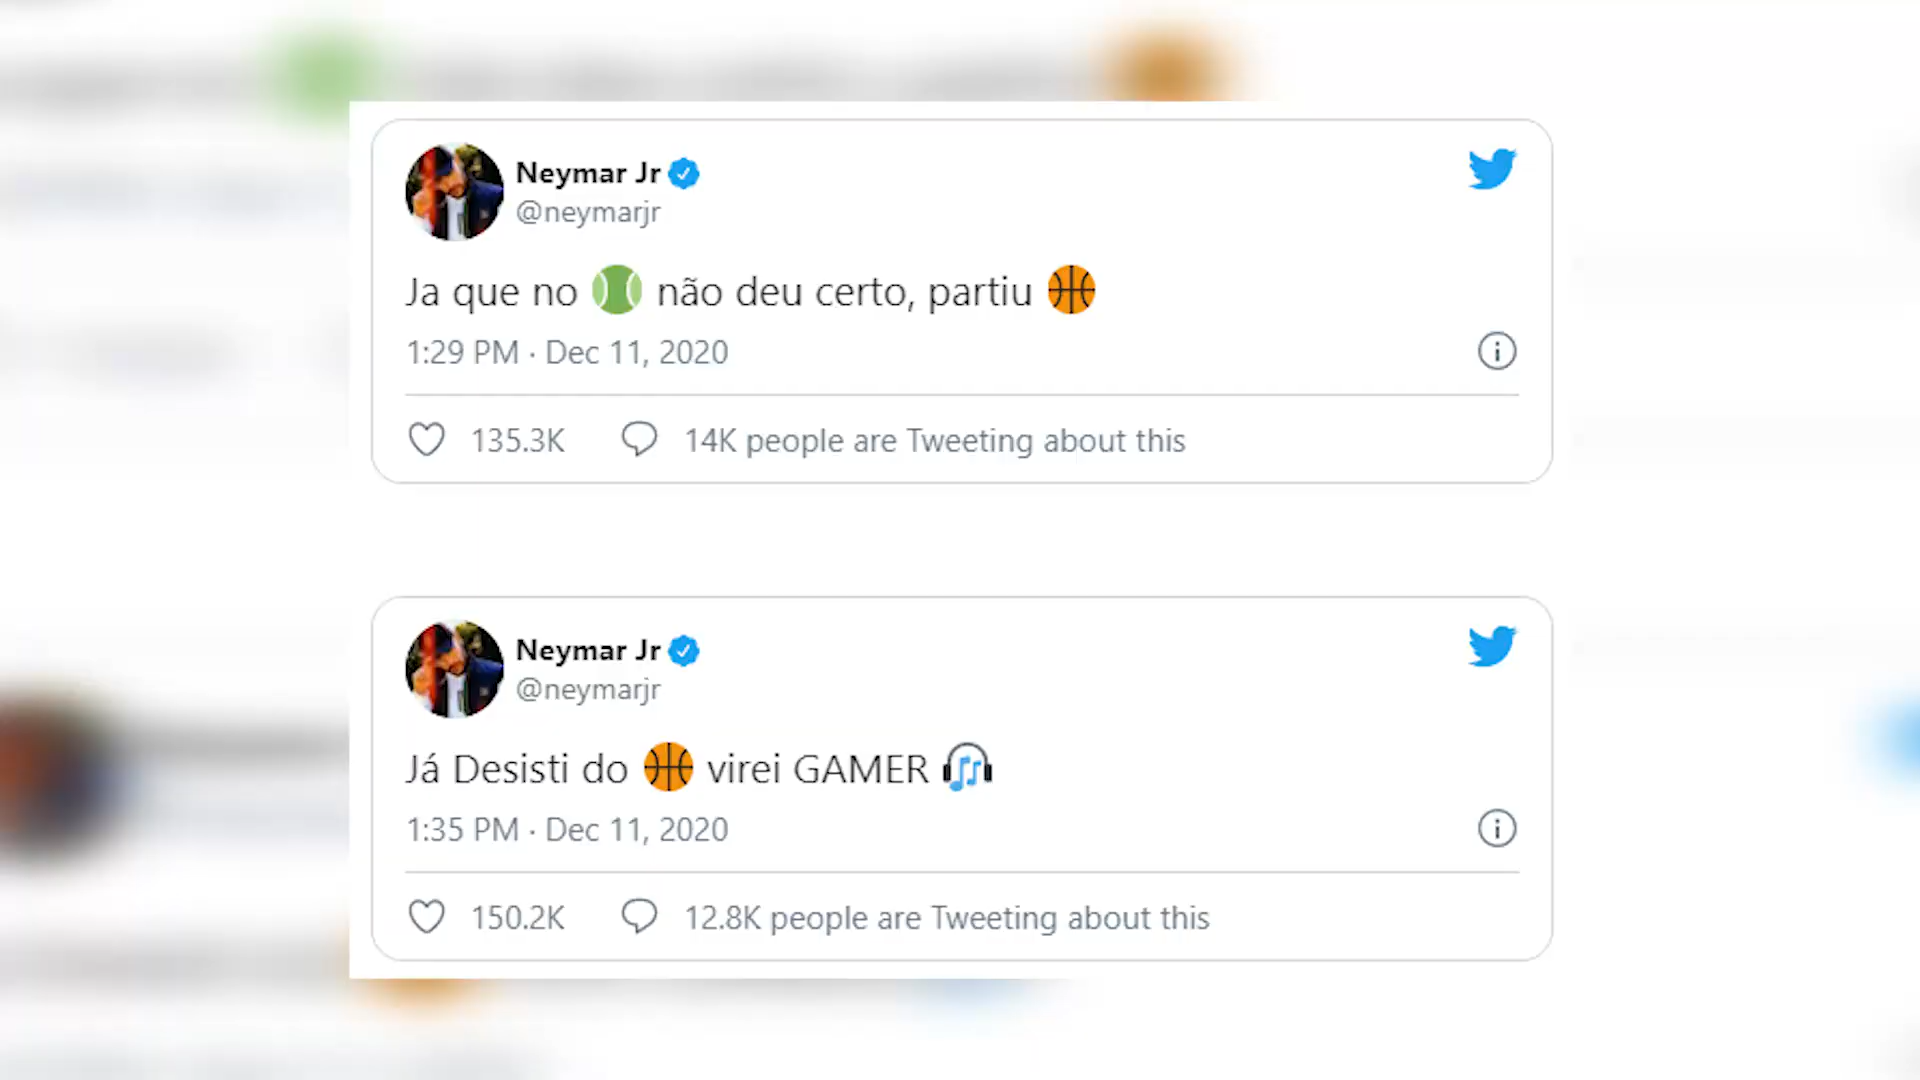 Neymar Jr
@neymarjr
Ja que no 🎾 não deu certo, partiu 🏀
1:29 PM · Dec 11, 2020
135.3K 14K people are Tweeting about this
Neymar Jr
@neymarjr
Já Desisti do 🏀 virei GAMER 🎧
1:35 PM · Dec 11, 2020
150.2K 12.8K people are Tweeting about this